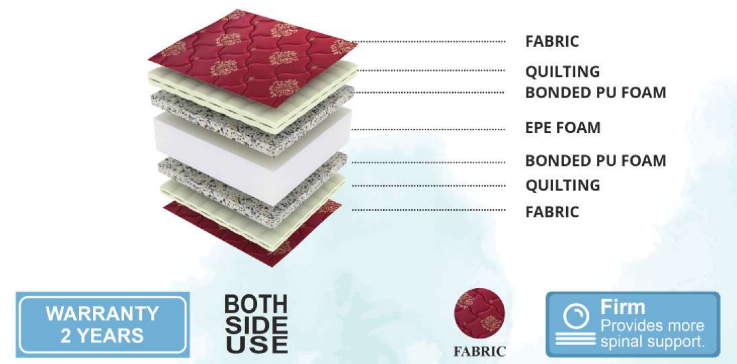 FABRIC
QUILTING
BONDED PU FOAM
EPE FOAM
BONDED PU FOAM
QUILTING
FABRIC
WARRANTY
2 YEARS
BOTH
SIDE
USE
FABRIC
Firm
Provides more
spinal support.